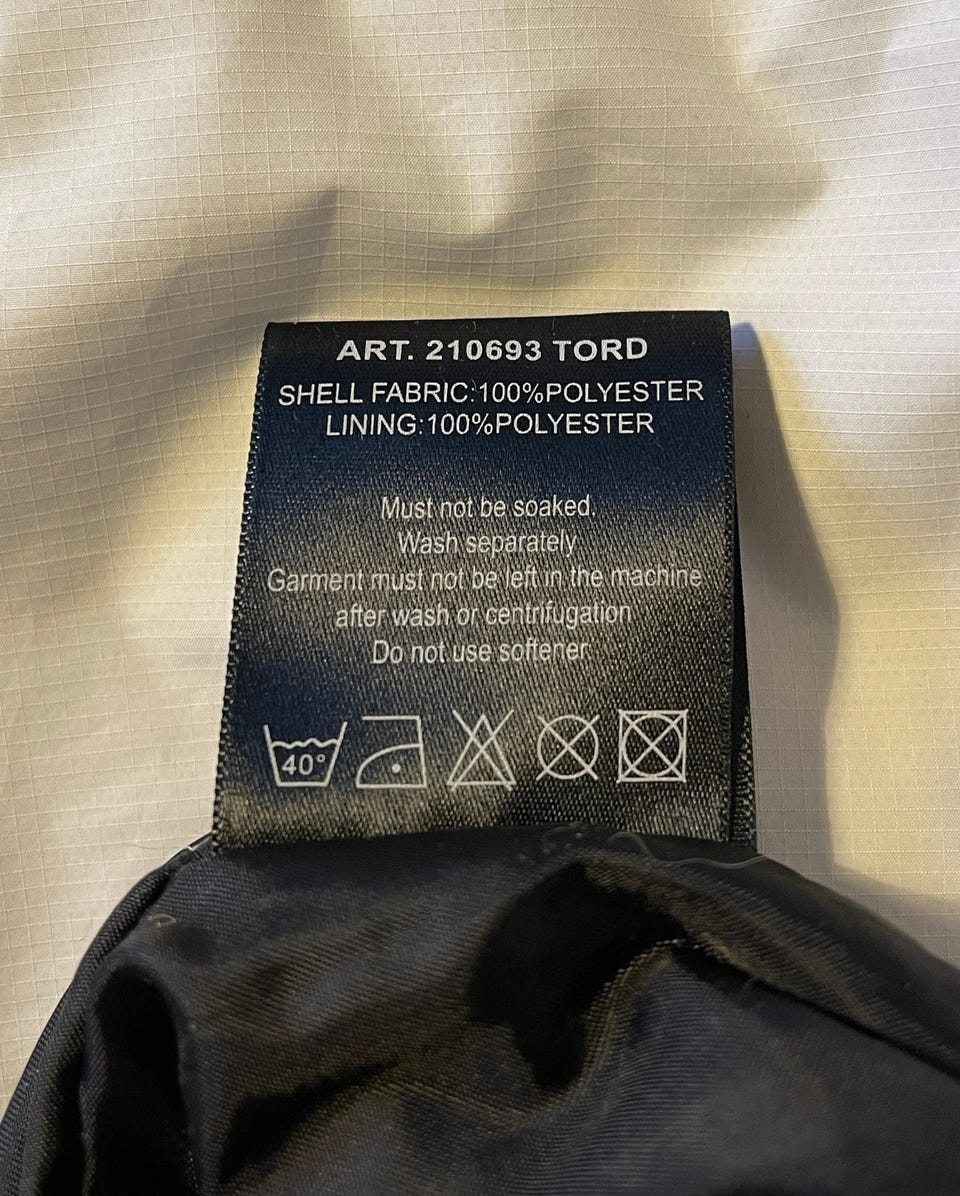 ART. 210693 TORD
SHELL FABRIC:100%POLYESTER
LINING:100%POLYESTER
Must not be soaked.
Wash separately
Garment must not be left in the machine
after wash or centrifugation
Do not use softener
40°